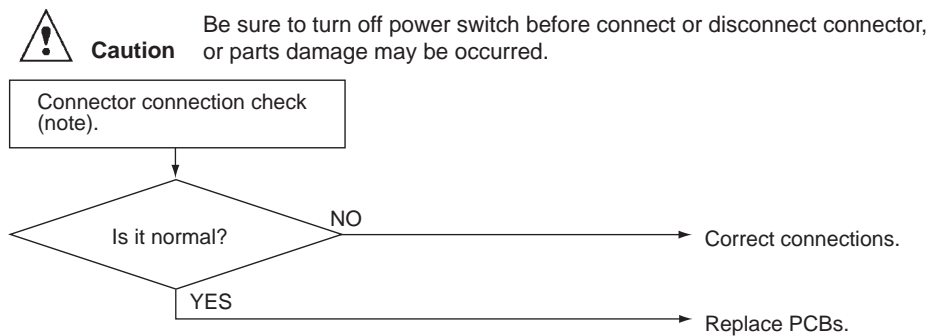 Be sure to turn off power switch before connect or disconnect connector,
Caution or parts damage may be occurred.
Connector connection check
(note).
Is it normal?
NO
Correct connections.
YES
Replace PCBs.